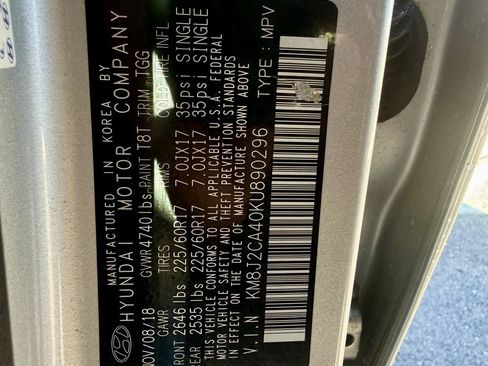 MANUFACTURED IN KOREA BY
HYUNDAI MOTOR COMPANY
NOV/08/18 GVWR 4740lbs PAINT T8T TRIM TGG
GAWR TIRES RIMS COLD TIRE INFL
FRONT 2646 lbs 225/60R17 7.0JX17 35psi SINGLE
REAR 2535 lbs 225/60R17 7.0JX17 35psi SINGLE
THIS VEHICLE CONFORMS TO ALL APPLICABLE U.S.A. FEDERAL
MOTOR VEHICLE SAFETY AND THEFT PREVENTION STANDARDS
IN EFFECT ON THE DATE OF MANUFACTURE SHOWN ABOVE
V.I.N KM8J2CA40KU890296 TYPE : MPV